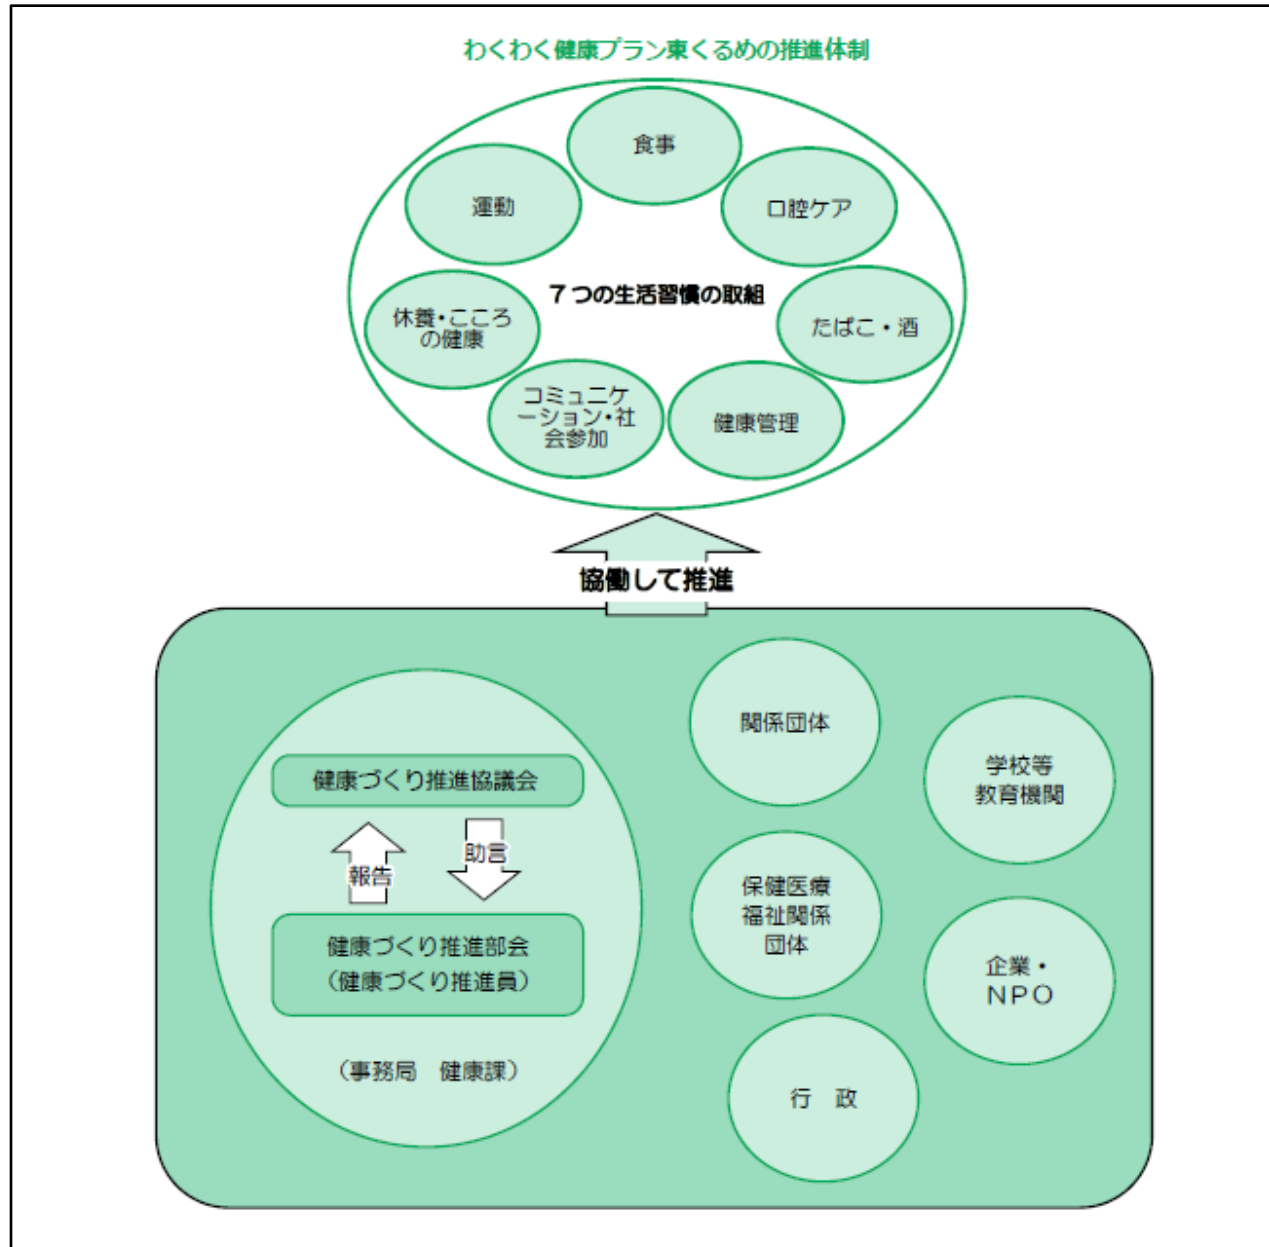 わくわく健康プラン東くるめの推進体制
食事
運動
口腔ケア
7つの生活習慣の取組
休養・こころ
の健康
たばこ・酒
コミュニケ
ーション・社
会参加
健康管理
協働して推進
関係団体
学校等
教育機関
健康づくり推進協議会
報告
助言
保健医療
福祉関係
団体
健康づくり推進部会
（健康づくり推進員）
企業・
NPO
（事務局　健康課）
行　政